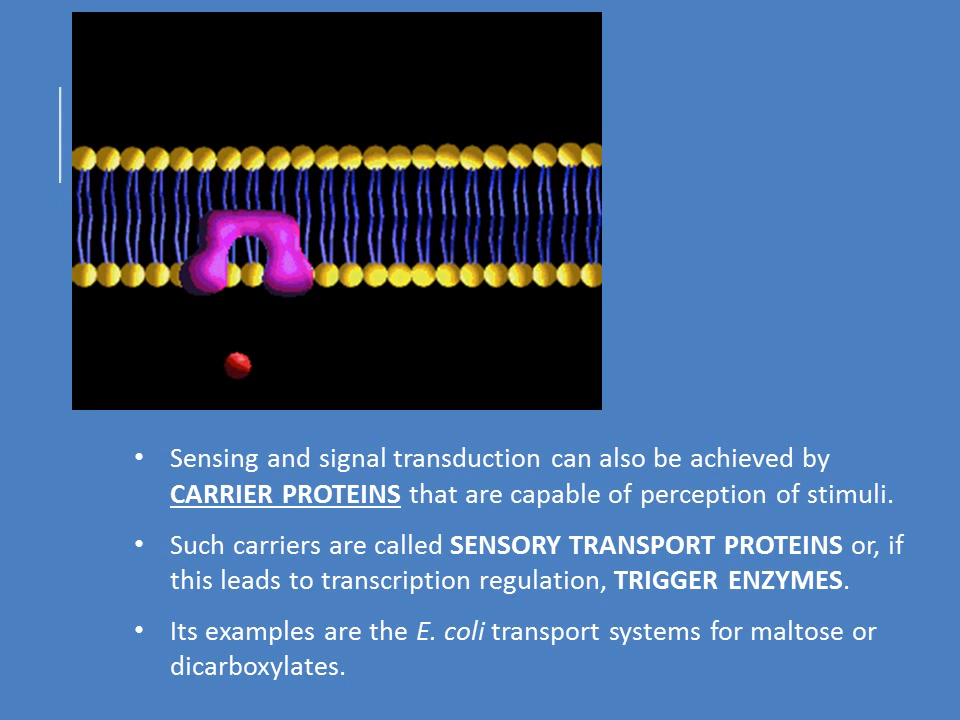 • Sensing and signal transduction can also be achieved by
CARRIER PROTEINS that are capable of perception of stimuli.
• Such carriers are called SENSORY TRANSPORT PROTEINS or, if
this leads to transcription regulation, TRIGGER ENZYMES.
• Its examples are the E. coli transport systems for maltose or
dicarboxylates.